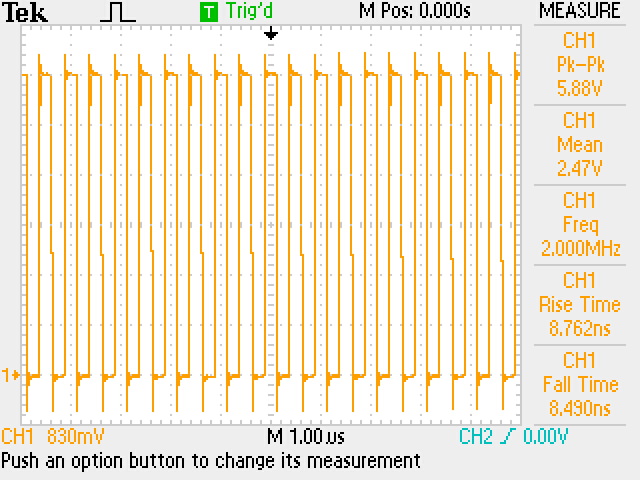 Tek T Trig'd M Pos: 0.000s MEASURE
CH1
Pk-Pk
5.88V
CH1
Mean
2.47V
CH1
Freq
2.000MHz
CH1
Rise Time
8.762ns
CH1
Fall Time
8.490ns
1
CH1 830mV M 1.00us CH2 0.00V
Push an option button to change its measurement